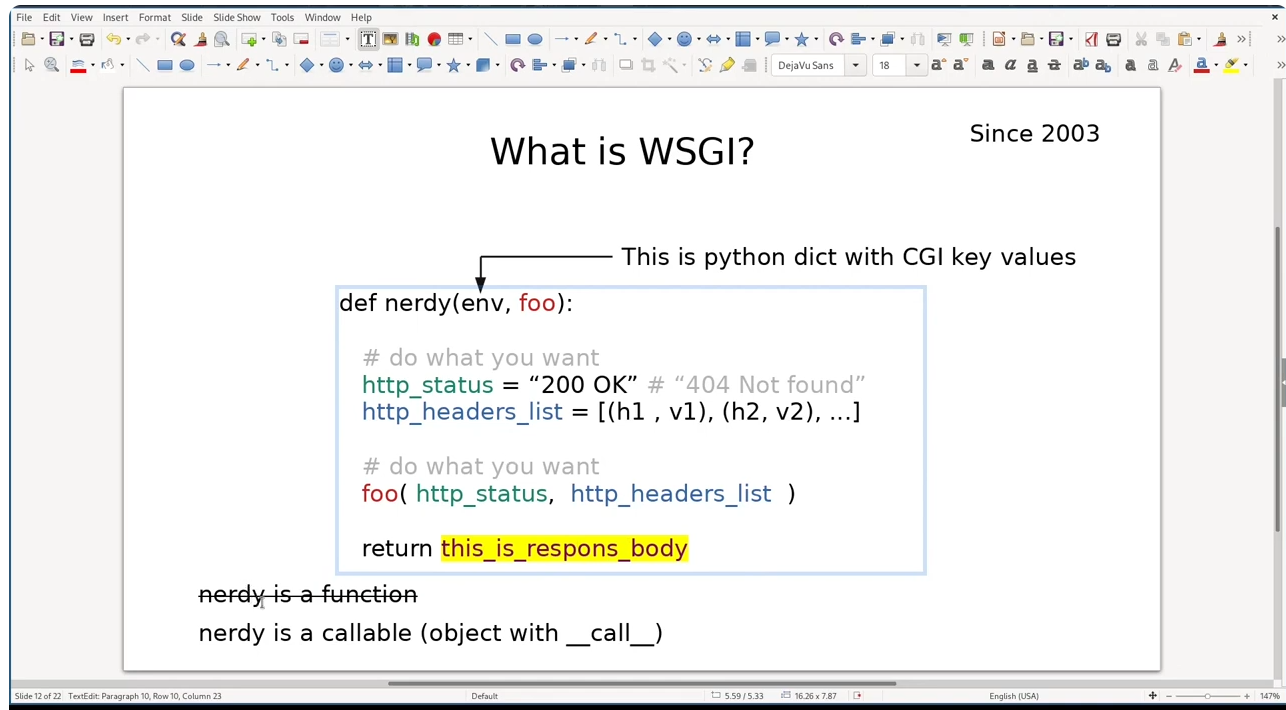 File Edit View Insert Format Slide Slide Show Tools Window Help
DejaVu Sans 18
What is WSGI?
Since 2003
This is python dict with CGI key values
def nerdy(env, foo):
# do what you want
http_status = “200 OK” # “404 Not found”
http_headers_list = [(h1 , v1), (h2, v2), ...]
# do what you want
foo( http_status, http_headers_list )
return this_is_respons_body
nerdy is a function
nerdy is a callable (object with __call__)
Slide 12 of 22 TextEdit: Paragraph 10, Row 10, Column 23 Default 5.59 / 5.33 16.26 x 7.87 English (USA) 147%